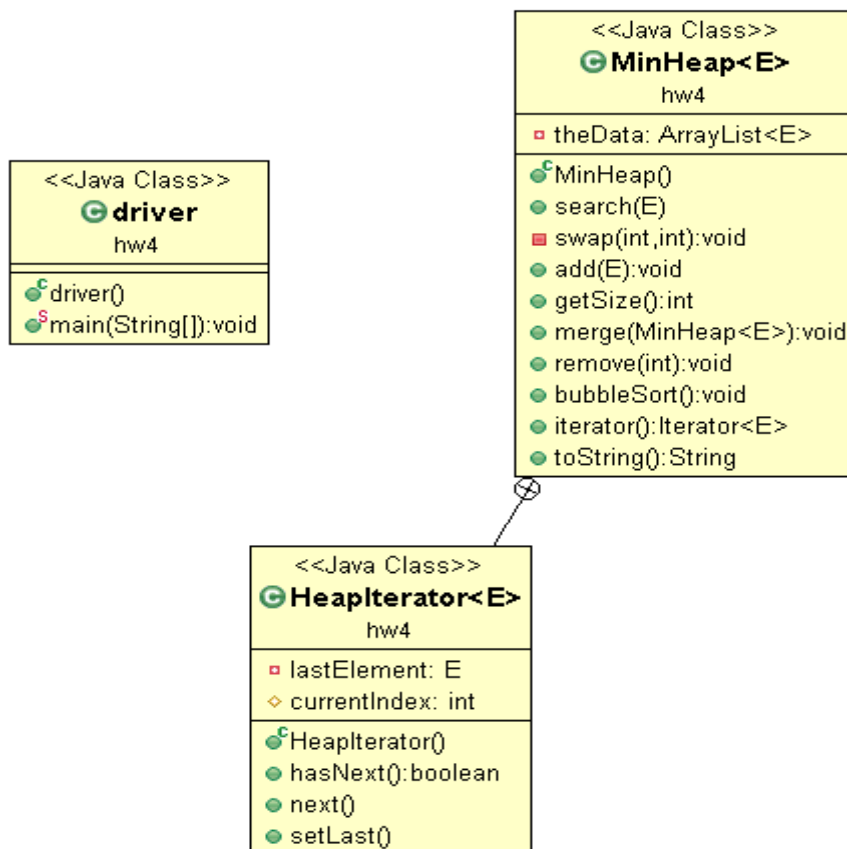 <<Java Class>>
MinHeap<E>
hw4
theData: ArrayList<E>
MinHeap()
search(E)
swap(int,int):void
add(E):void
getSize():int
merge(MinHeap<E>):void
remove(int):void
bubbleSort():void
iterator():Iterator<E>
toString():String
<<Java Class>>
driver
hw4
driver()
main(String[]):void
<<Java Class>>
HeapIterator<E>
hw4
lastElement: E
currentIndex: int
HeapIterator()
hasNext():boolean
next()
setLast()